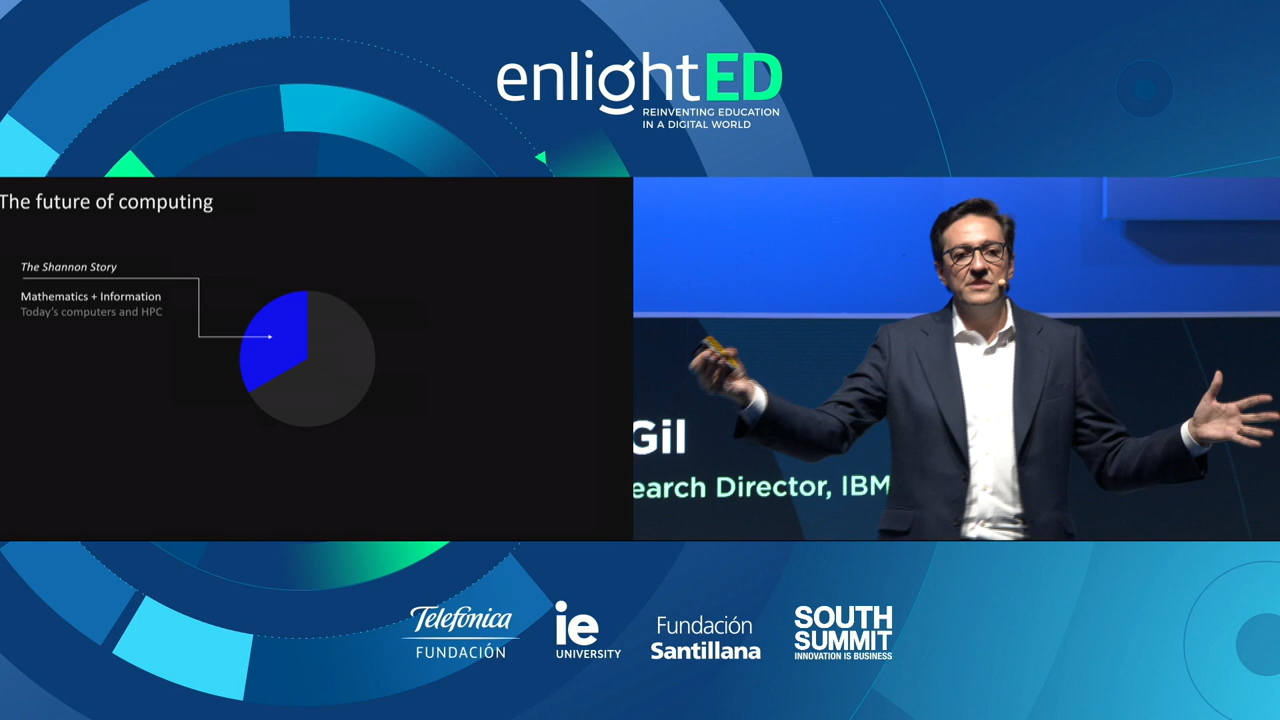 enlightED
REINVENTING EDUCATION
IN A DIGITAL WORLD
The future of computing
The Shannon Story
Mathematics + Information
Today's computers and HPC
Gil
earch Director, IBM
Telefónica
FUNDACIÓN
ie
UNIVERSITY
Fundación
Santillana
SOUTH
SUMMIT
INNOVATION IS BUSINESS